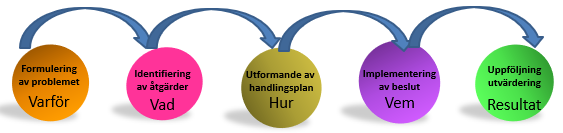 Formulering
av problemet
Varför
Identifiering
av åtgärder
Vad
Utformande av
handlingsplan
Hur
Implementering
av beslut
Vem
Uppföljning
utvärdering
Resultat